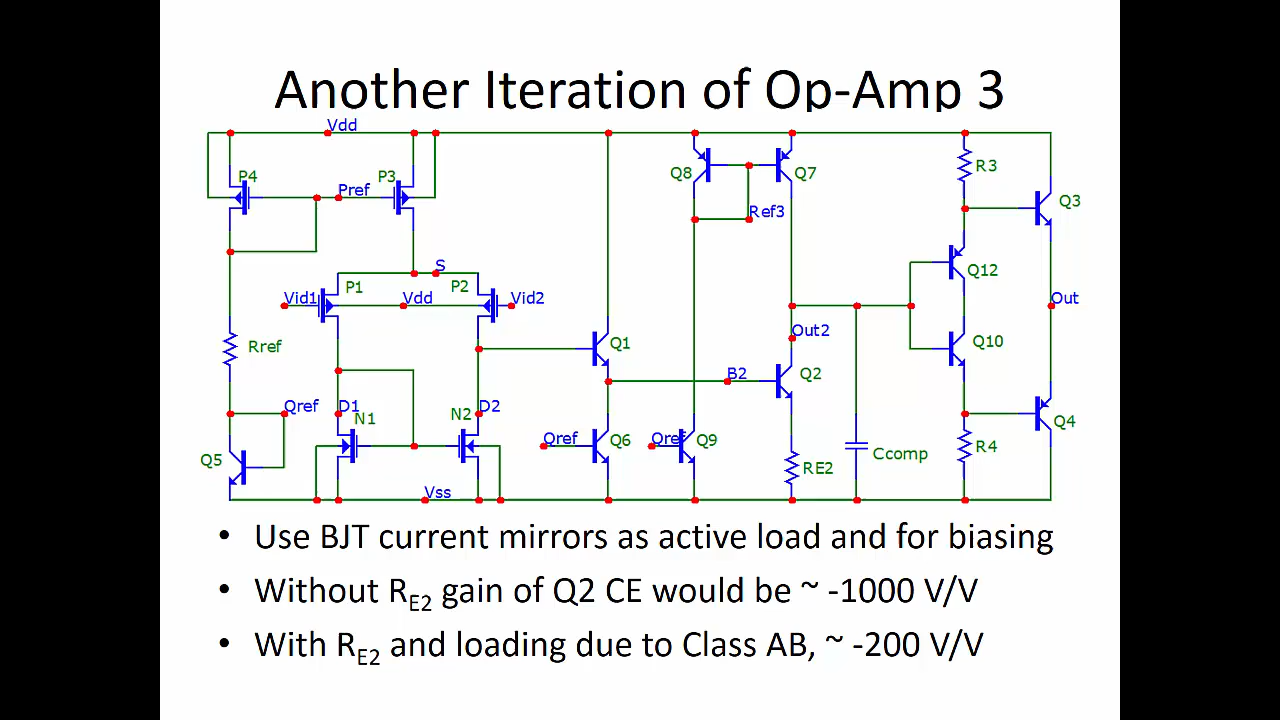 Another Iteration of Op-Amp 3
Vdd
P4 P3 Pref
Q8 Q7
R3
Q3
Ref3
S
Q12
P1 P2
Vid1 Vdd Vid2
Out
Rref
Q1
Out2
Q10
B2
Q2
Qref D1 N1 N2 D2
Q4
Q5
Qref Q6 Qref Q9
RE2
Ccomp
R4
Vss
• Use BJT current mirrors as active load and for biasing
• Without RE2 gain of Q2 CE would be ~ -1000 V/V
• With RE2 and loading due to Class AB, ~ -200 V/V